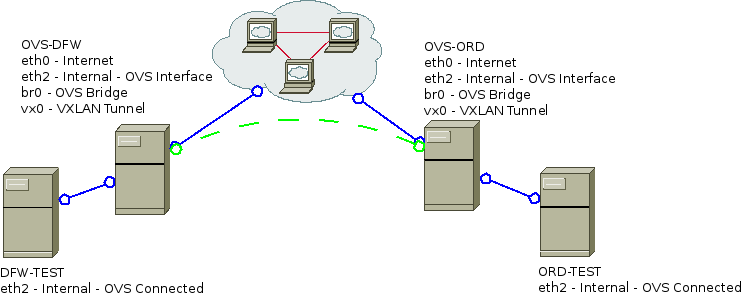 OVS-DFW
eth0 - Internet
eth2 - Internal - OVS Interface
br0 - OVS Bridge
vx0 - VXLAN Tunnel
OVS-ORD
eth0 - Internet
eth2 - Internal - OVS Interface
br0 - OVS Bridge
vx0 - VXLAN Tunnel
DFW-TEST
eth2 - Internal - OVS Connected
ORD-TEST
eth2 - Internal - OVS Connected